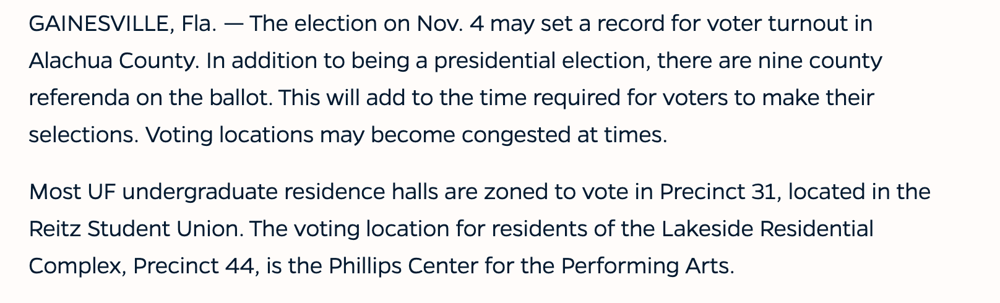 GAINESVILLE, Fla. — The election on Nov. 4 may set a record for voter turnout in
Alachua County. In addition to being a presidential election, there are nine county
referenda on the ballot. This will add to the time required for voters to make their
selections. Voting locations may become congested at times.
Most UF undergraduate residence halls are zoned to vote in Precinct 31, located in the
Reitz Student Union. The voting location for residents of the Lakeside Residential
Complex, Precinct 44, is the Phillips Center for the Performing Arts.